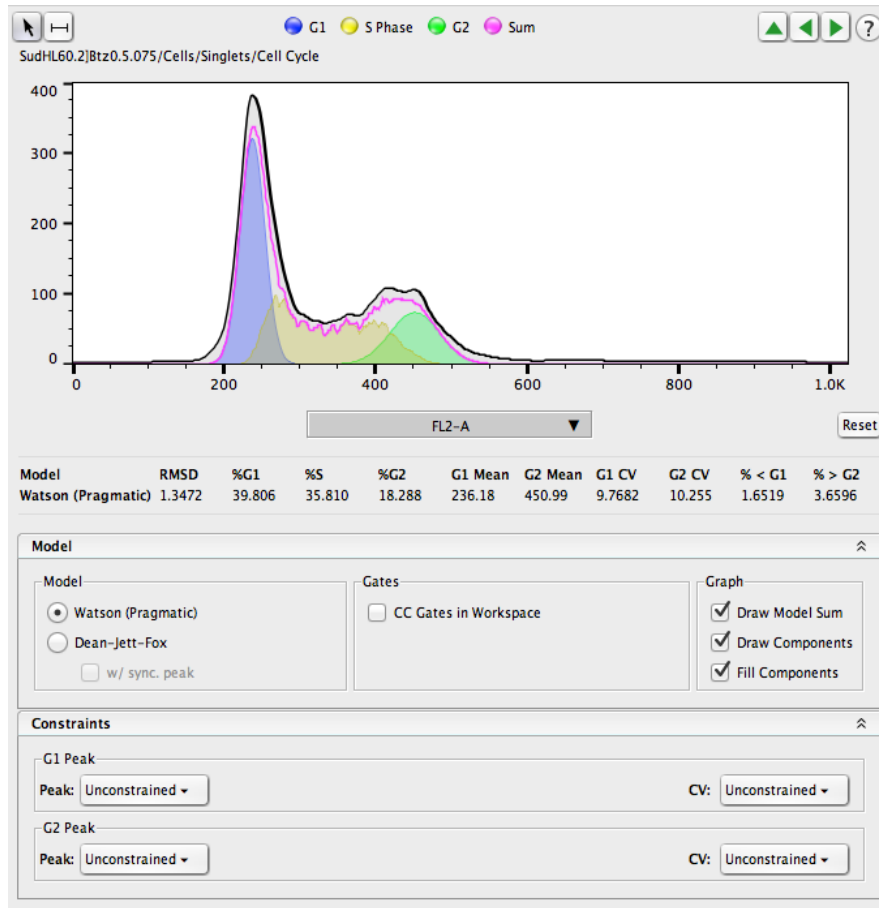 G1 S Phase G2 Sum ?
SudHL60.2]Btz0.5.075/Cells/Singlets/Cell Cycle
400
300
200
100
0
0 200 400 600 800 1.0K
FL2-A ▼
Reset
Model RMSD %G1 %S %G2 G1 Mean G2 Mean G1 CV G2 CV % < G1 % > G2
Watson (Pragmatic) 1.3472 39.806 35.810 18.288 236.18 450.99 9.7682 10.255 1.6519 3.6596
Model
Model Gates Graph
Watson (Pragmatic) CC Gates in Workspace Draw Model Sum
Dean-Jett-Fox Draw Components
w/ sync. peak Fill Components
Constraints
G1 Peak
Peak: Unconstrained CV: Unconstrained
G2 Peak
Peak: Unconstrained CV: Unconstrained